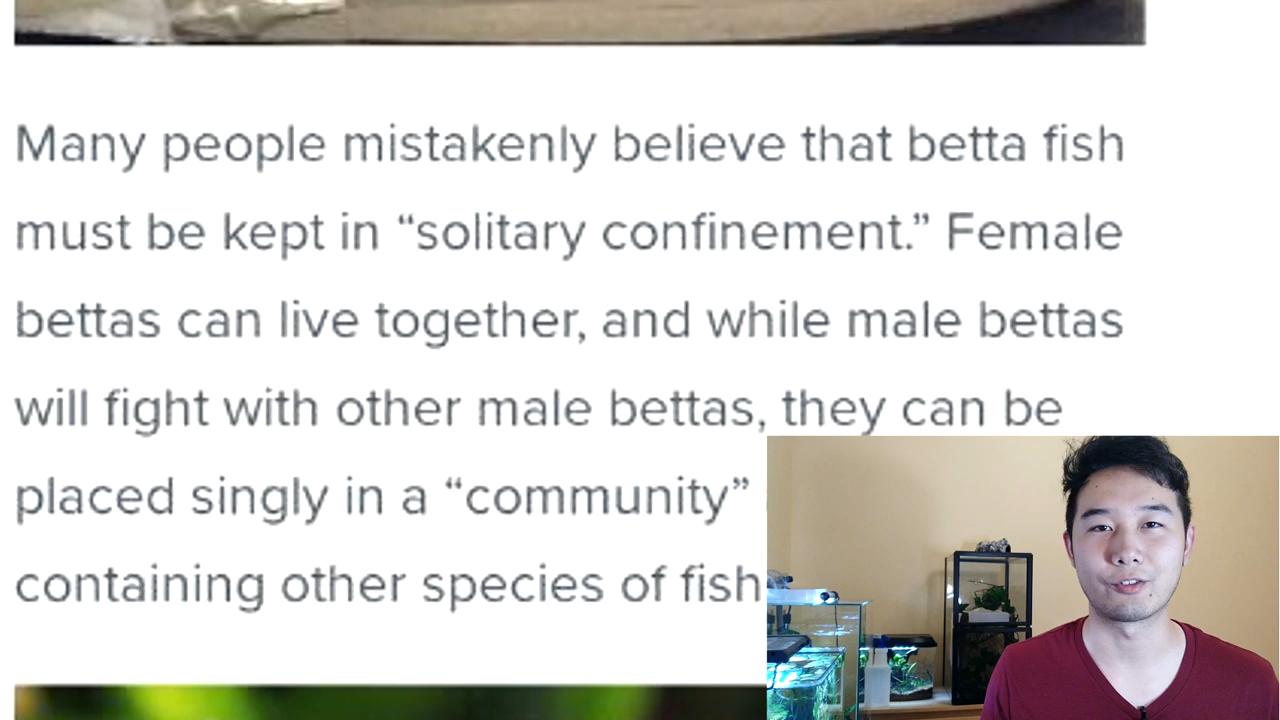 Many people mistakenly believe that betta fish
must be kept in “solitary confinement.” Female
bettas can live together, and while male bettas
will fight with other male bettas, they can be
placed singly in a “community”
containing other species of fish